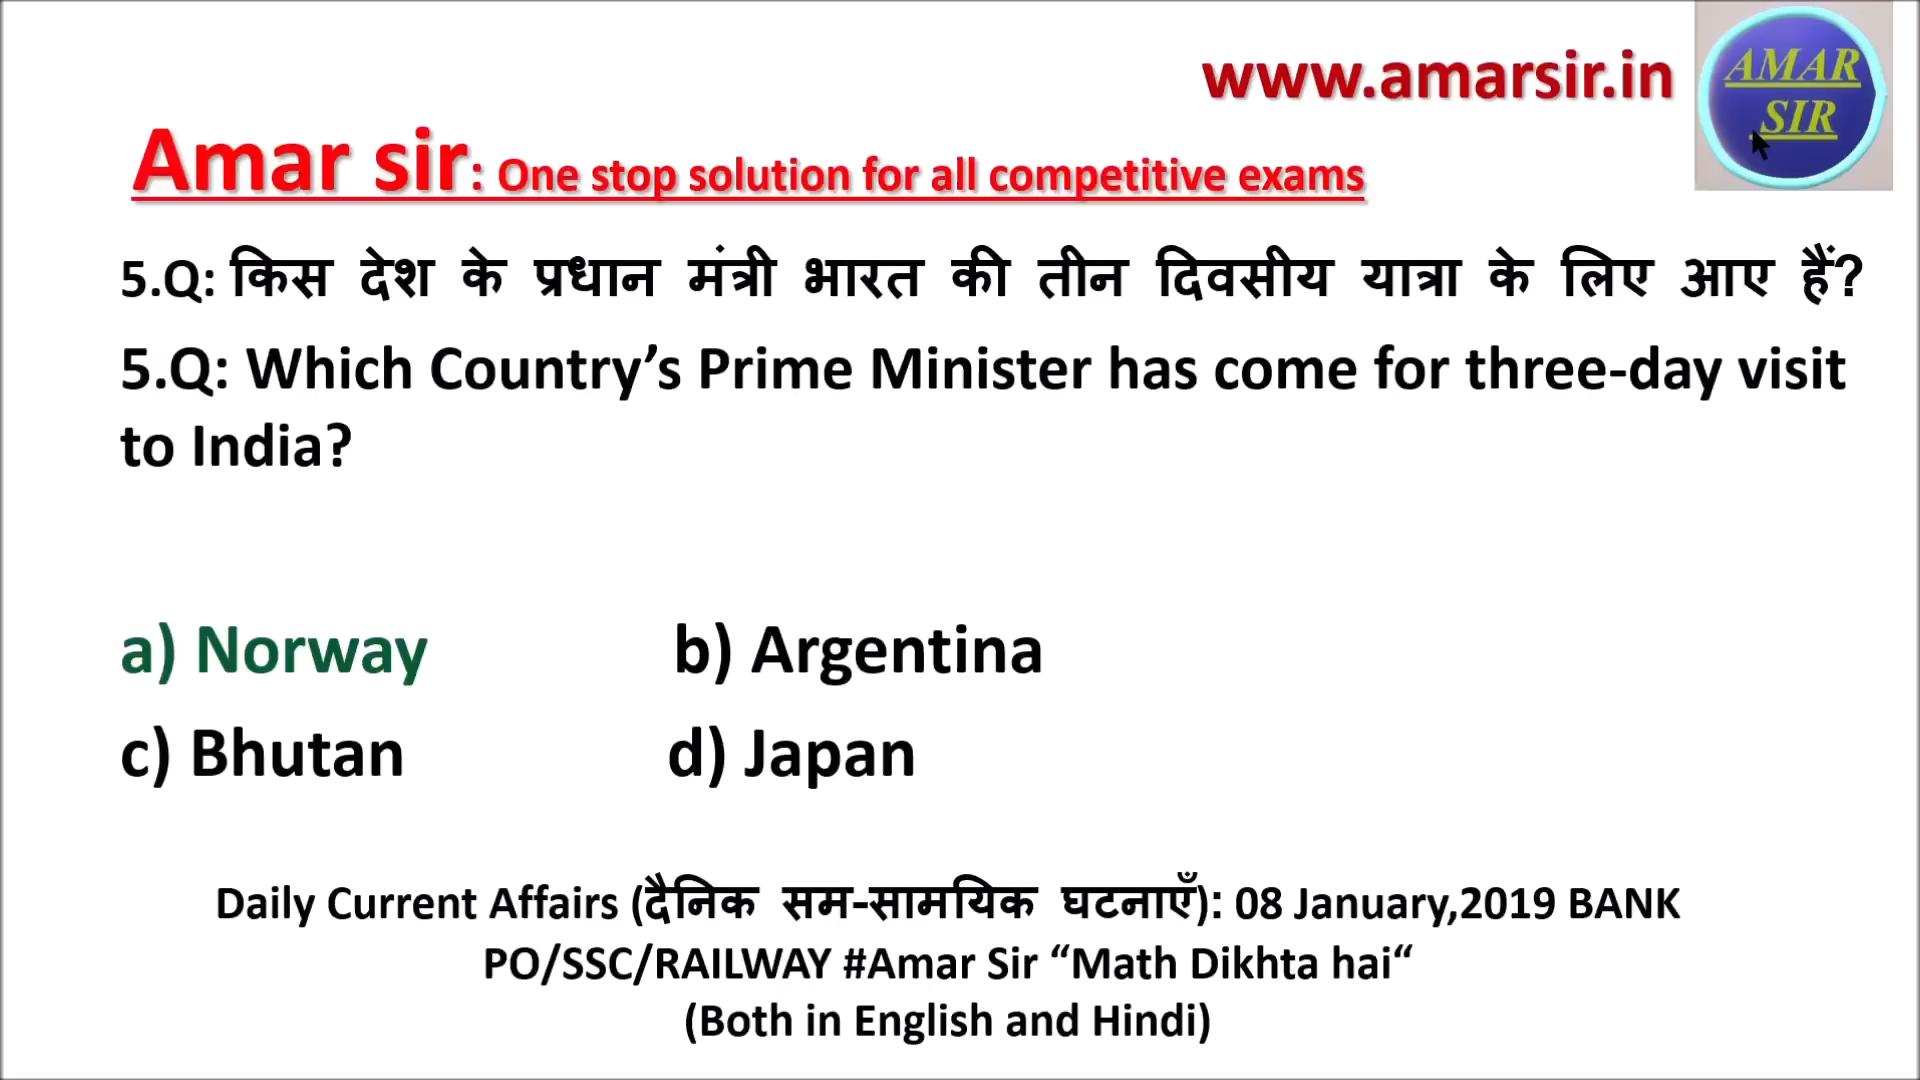 www.amarsir.in
AMAR
SIR
Amar sir: One stop solution for all competitive exams
5.Q: किस देश के प्रधान मंत्री भारत की तीन दिवसीय यात्रा के लिए आए हैं?
5.Q: Which Country’s Prime Minister has come for three-day visit
to India?
a) Norway b) Argentina
c) Bhutan d) Japan
Daily Current Affairs (दैनिक सम-सामयिक घटनाएँ): 08 January,2019 BANK
PO/SSC/RAILWAY #Amar Sir “Math Dikhta hai“
(Both in English and Hindi)